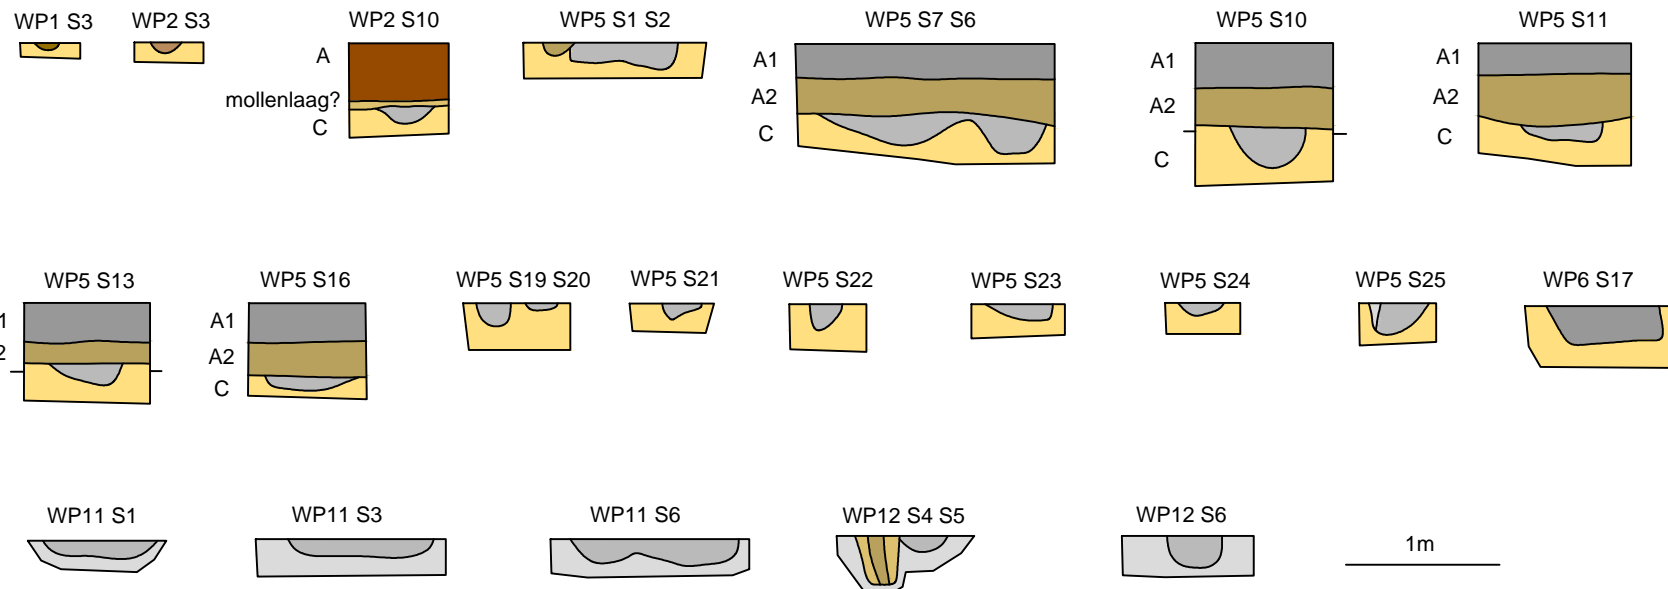 WP1 S3
WP2 S3
WP2 S10
WP5 S1 S2
WP5 S7 S6
WP5 S10
WP5 S11
A
mollenlaag?
C
A1
A2
C
A1
A2
C
A1
A2
C
WP5 S13
WP5 S16
WP5 S19 S20
WP5 S21
WP5 S22
WP5 S23
WP5 S24
WP5 S25
WP6 S17
1
2
A1
A2
C
WP11 S1
WP11 S3
WP11 S6
WP12 S4 S5
WP12 S6
1m